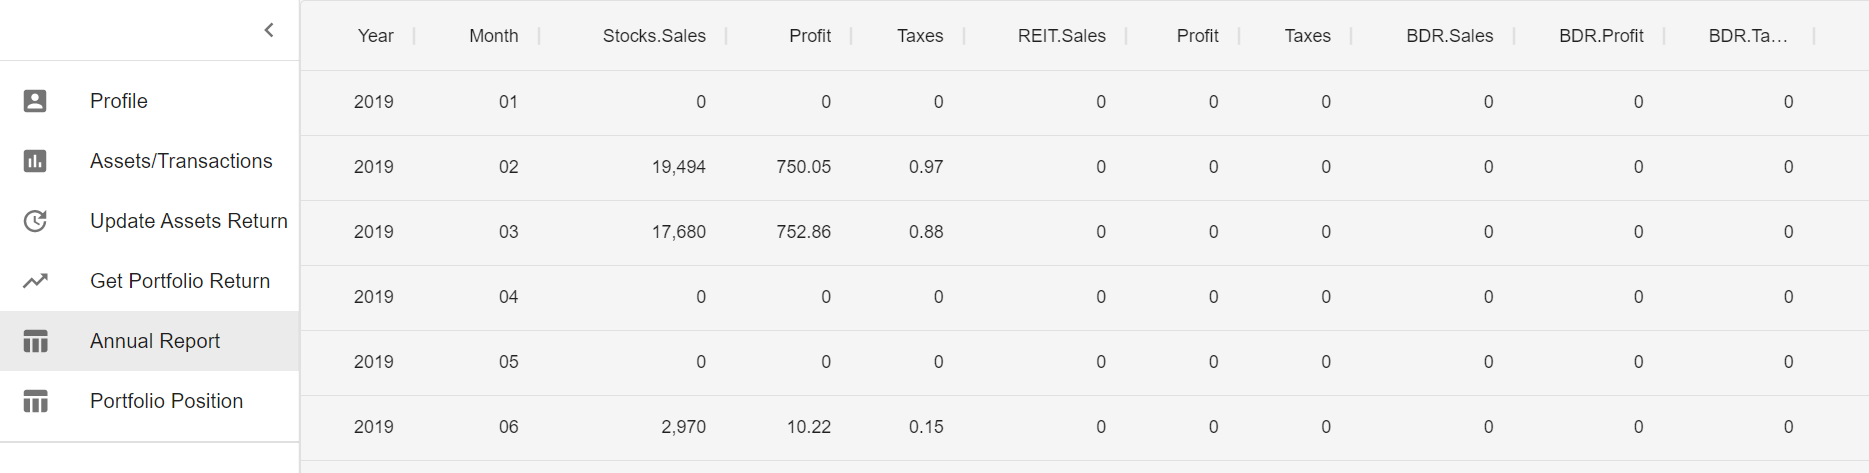 Profile
Assets/Transactions
Update Assets Return
Get Portfolio Return
Annual Report
Portfolio Position
Year Month Stocks.Sales Profit Taxes REIT.Sales Profit Taxes BDR.Sales BDR.Profit BDR.Ta...
2019 01 0 0 0 0 0 0 0 0 0
2019 02 19,494 750.05 0.97 0 0 0 0 0 0
2019 03 17,680 752.86 0.88 0 0 0 0 0 0
2019 04 0 0 0 0 0 0 0 0 0
2019 05 0 0 0 0 0 0 0 0 0
2019 06 2,970 10.22 0.15 0 0 0 0 0 0